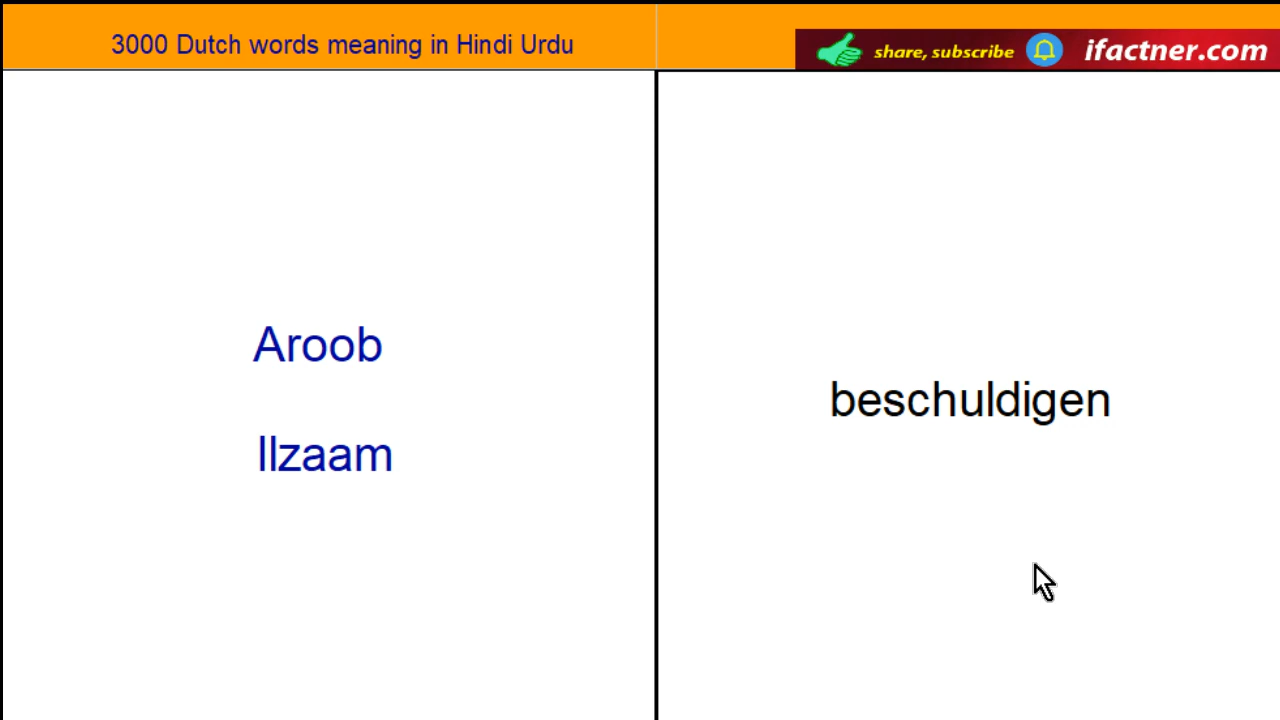 3000 Dutch words meaning in Hindi Urdu
share, subscribe
ifactner.com
Aroob
Ilzaam
beschuldigen